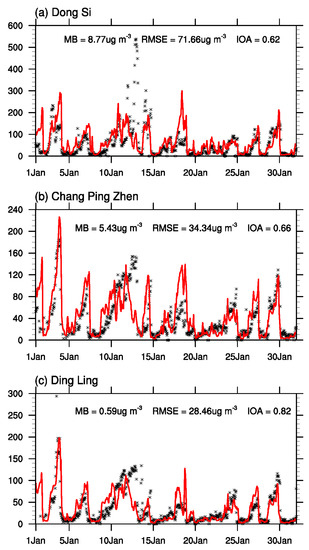 (a) Dong Si
600
MB = 8.77ug m-3 RMSE = 71.66ug m-3 IOA = 0.62
500
400
300
200
100
0
1Jan 5Jan 10Jan 15Jan 20Jan 25Jan 30Jan
(b) Chang Ping Zhen
240
MB = 5.43ug m-3 RMSE = 34.34ug m-3 IOA = 0.66
200
160
120
80
40
0
1Jan 5Jan 10Jan 15Jan 20Jan 25Jan 30Jan
(c) Ding Ling
300
MB = 0.59ug m-3 RMSE = 28.46ug m-3 IOA = 0.82
250
200
150
100
50
0
1Jan 5Jan 10Jan 15Jan 20Jan 25Jan 30Jan